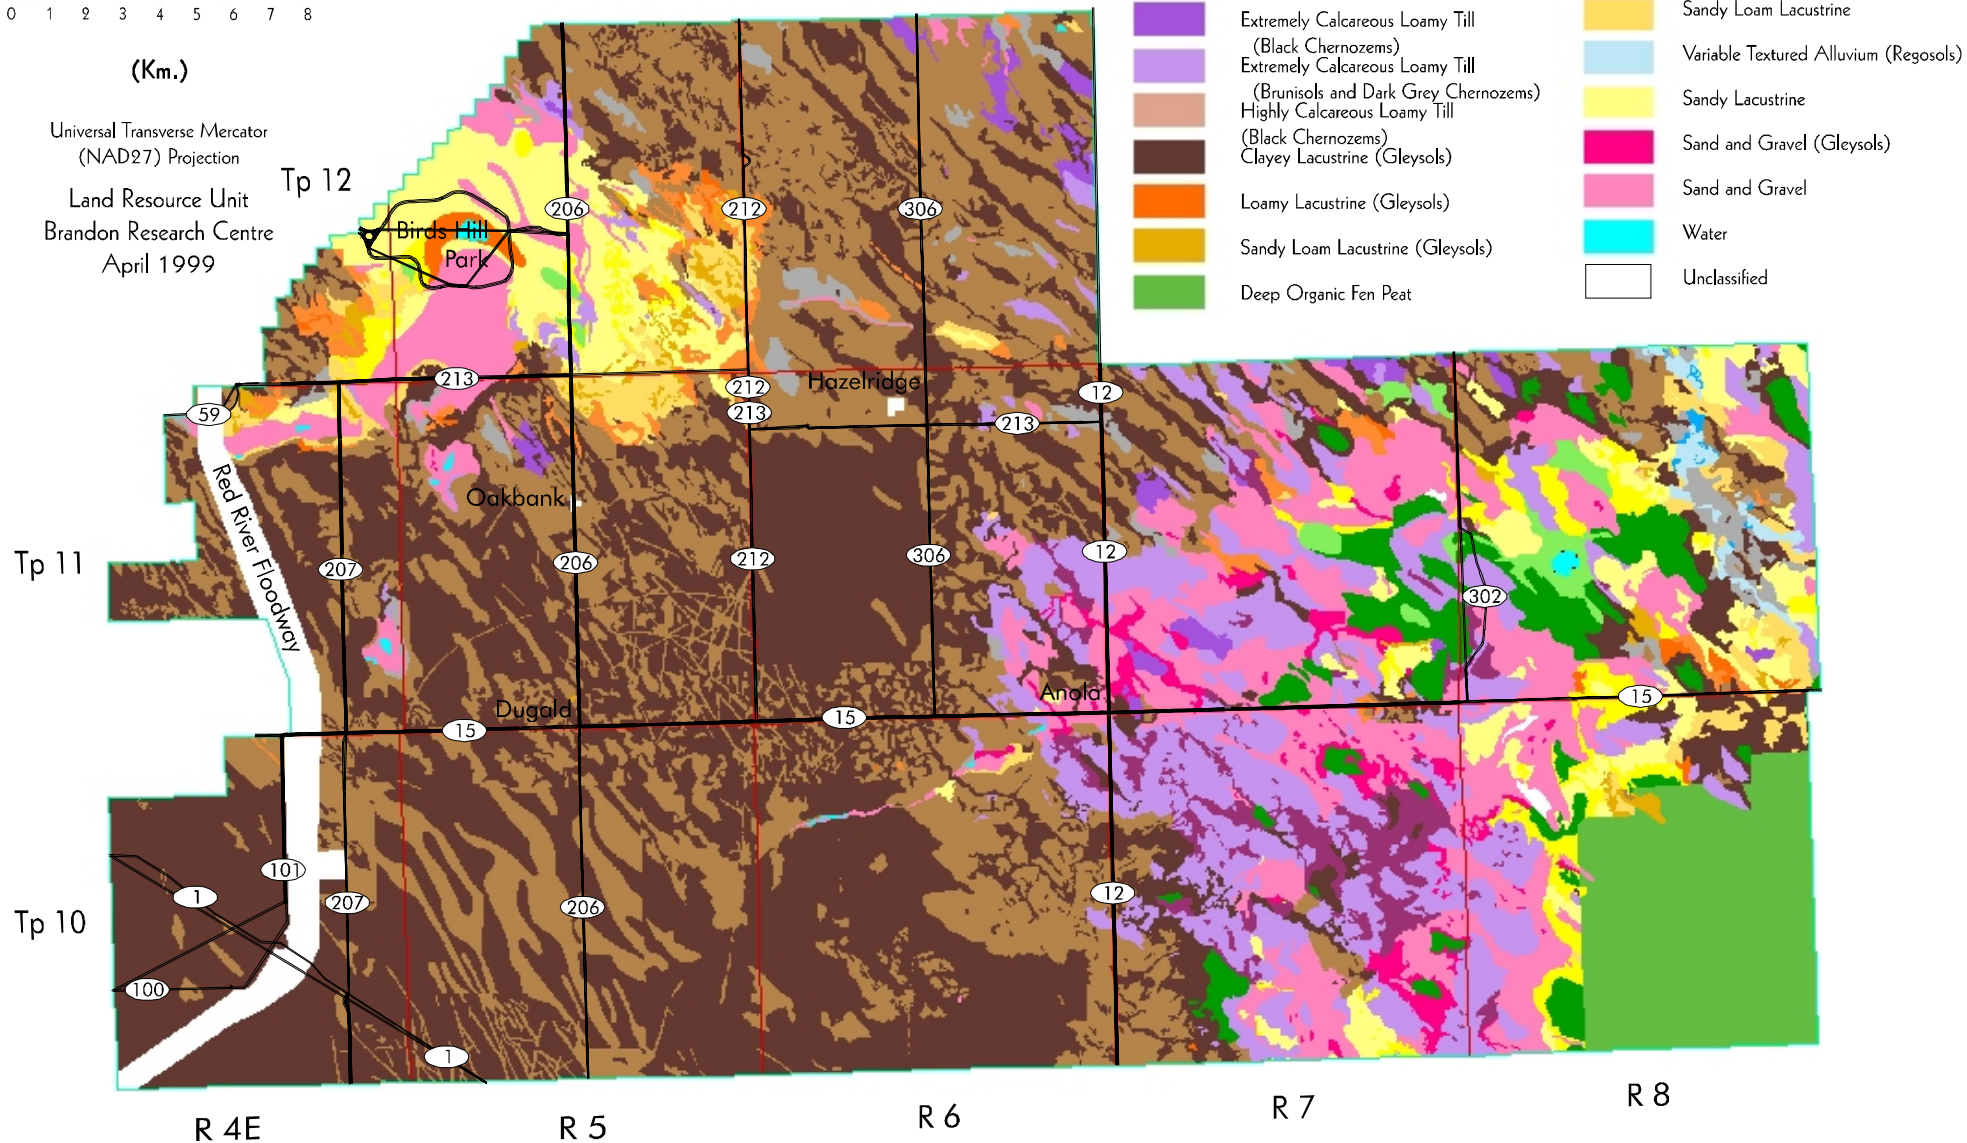 0 1 2 3 4 5 6 7 8
(Km.)
Universal Transverse Mercator
(NAD27) Projection
Land Resource Unit
Brandon Research Centre
April 1999
Extremely Calcareous Loamy Till
(Black Chernozems)
Extremely Calcareous Loamy Till
(Brunisols and Dark Grey Chernozems)
Highly Calcareous Loamy Till
(Black Chernozems)
Clayey Lacustrine (Gleysols)
Loamy Lacustrine (Gleysols)
Sandy Loam Lacustrine (Gleysols)
Deep Organic Fen Peat
Sandy Loam Lacustrine
Variable Textured Alluvium (Regosols)
Sandy Lacustrine
Sand and Gravel (Gleysols)
Sand and Gravel
Water
Unclassified
Tp 12
206
212
306
Birds Hill
Park
213
Hazelridge
212
12
59
213
213
Oakbank
Red River Floodway
Tp 11
207
206
212
306
12
302
Anola
Dugald
15
15
15
101
1
207
206
12
Tp 10
100
1
R 4E
R 5
R 6
R 7
R 8